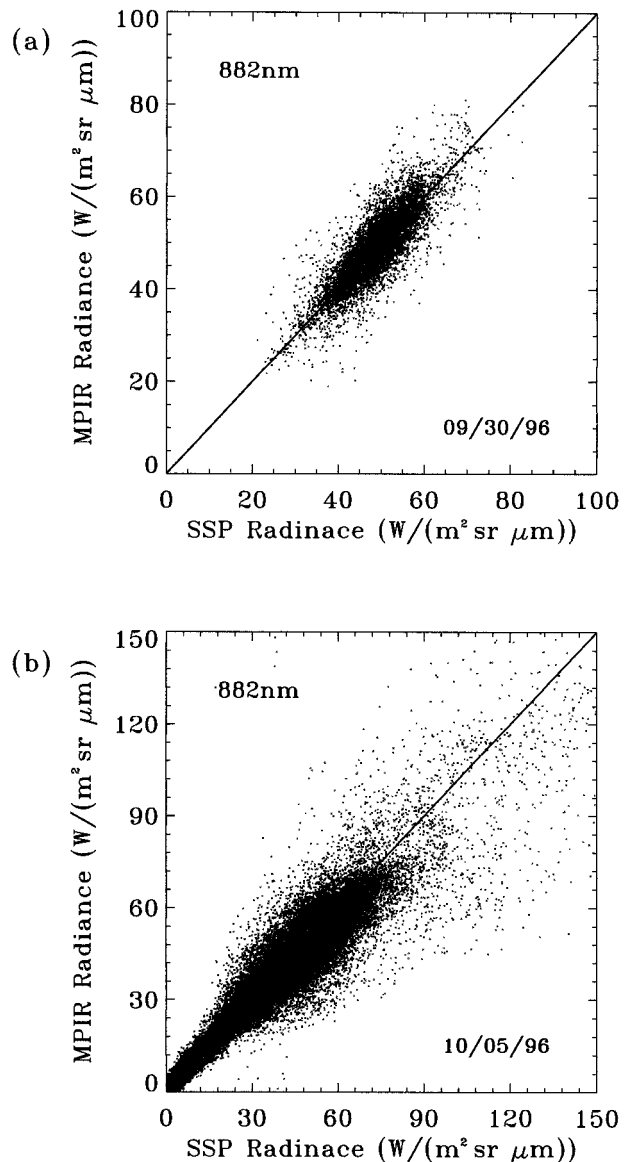 (a)
882nm
MPIR Radiance (W/(m² sr μm))
100
80
60
40
20
0
09/30/96
0 20 40 60 80 100
SSP Radinace (W/(m² sr μm))
(b)
882nm
MPIR Radiance (W/(m² sr μm))
150
120
90
60
30
0
10/05/96
0 30 60 90 120 150
SSP Radinace (W/(m² sr μm))